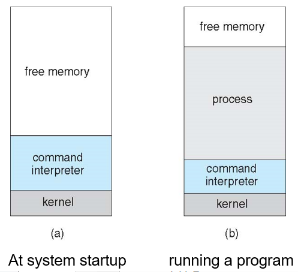 free memory
command
interpreter
kernel
(a)
At system startup
free memory
process
command
interpreter
kernel
(b)
running a program